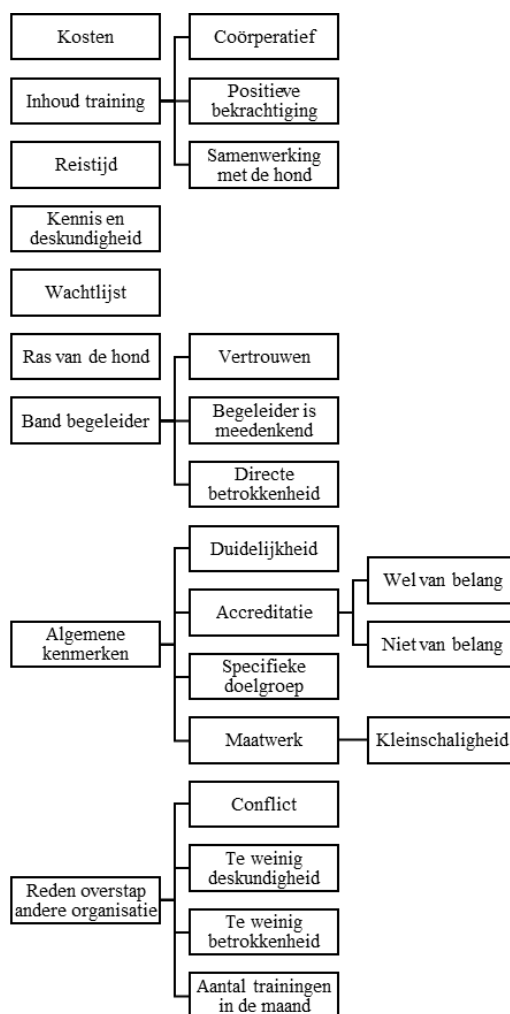 Kosten
Coörperatief
Inhoud training
Positieve
bekrachtiging
Reistijd
Samenwerking
met de hond
Kennis en
deskundigheid
Wachtlijst
Ras van de hond
Vertrouwen
Band begeleider
Begeleider is
meedenkend
Directe
betrokkenheid
Duidelijkheid
Wel van belang
Accreditatie
Niet van belang
Algemene
kenmerken
Specifieke
doelgroep
Maatwerk
Kleinschaligheid
Conflict
Te weinig
deskundigheid
Reden overstap
andere organisatie
Te weinig
betrokkenheid
Aantal trainingen
in de maand